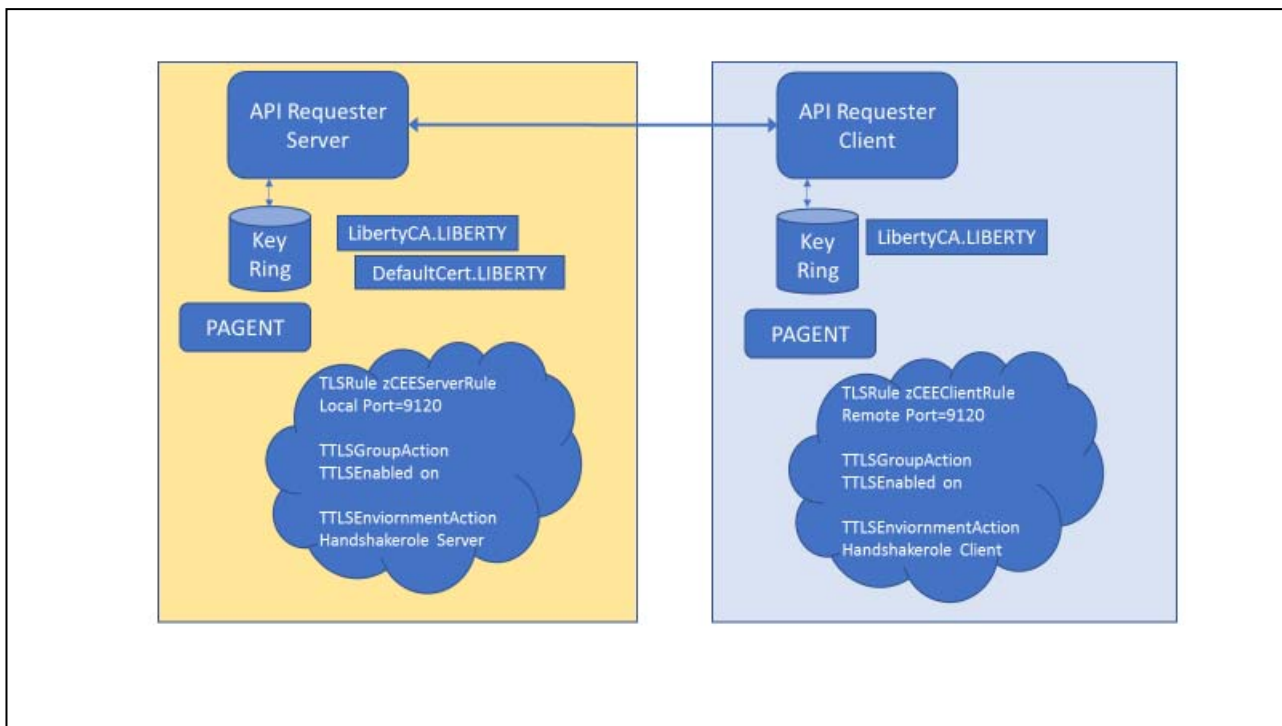 API Requester
Server
Key
Ring
LibertyCA.LIBERTY
DefaultCert.LIBERTY
PAGENT
TLSRule zCEEServerRule
Local Port=9120
TTLSGroupAction
TTLSEnabled on
TTLSEnviornmentAction
Handshakerole Server
API Requester
Client
Key
Ring
LibertyCA.LIBERTY
PAGENT
TLSRule zCEEClientRule
Remote Port=9120
TTLSGroupAction
TTLSEnabled on
TTLSEnviornmentAction
Handshakerole Client